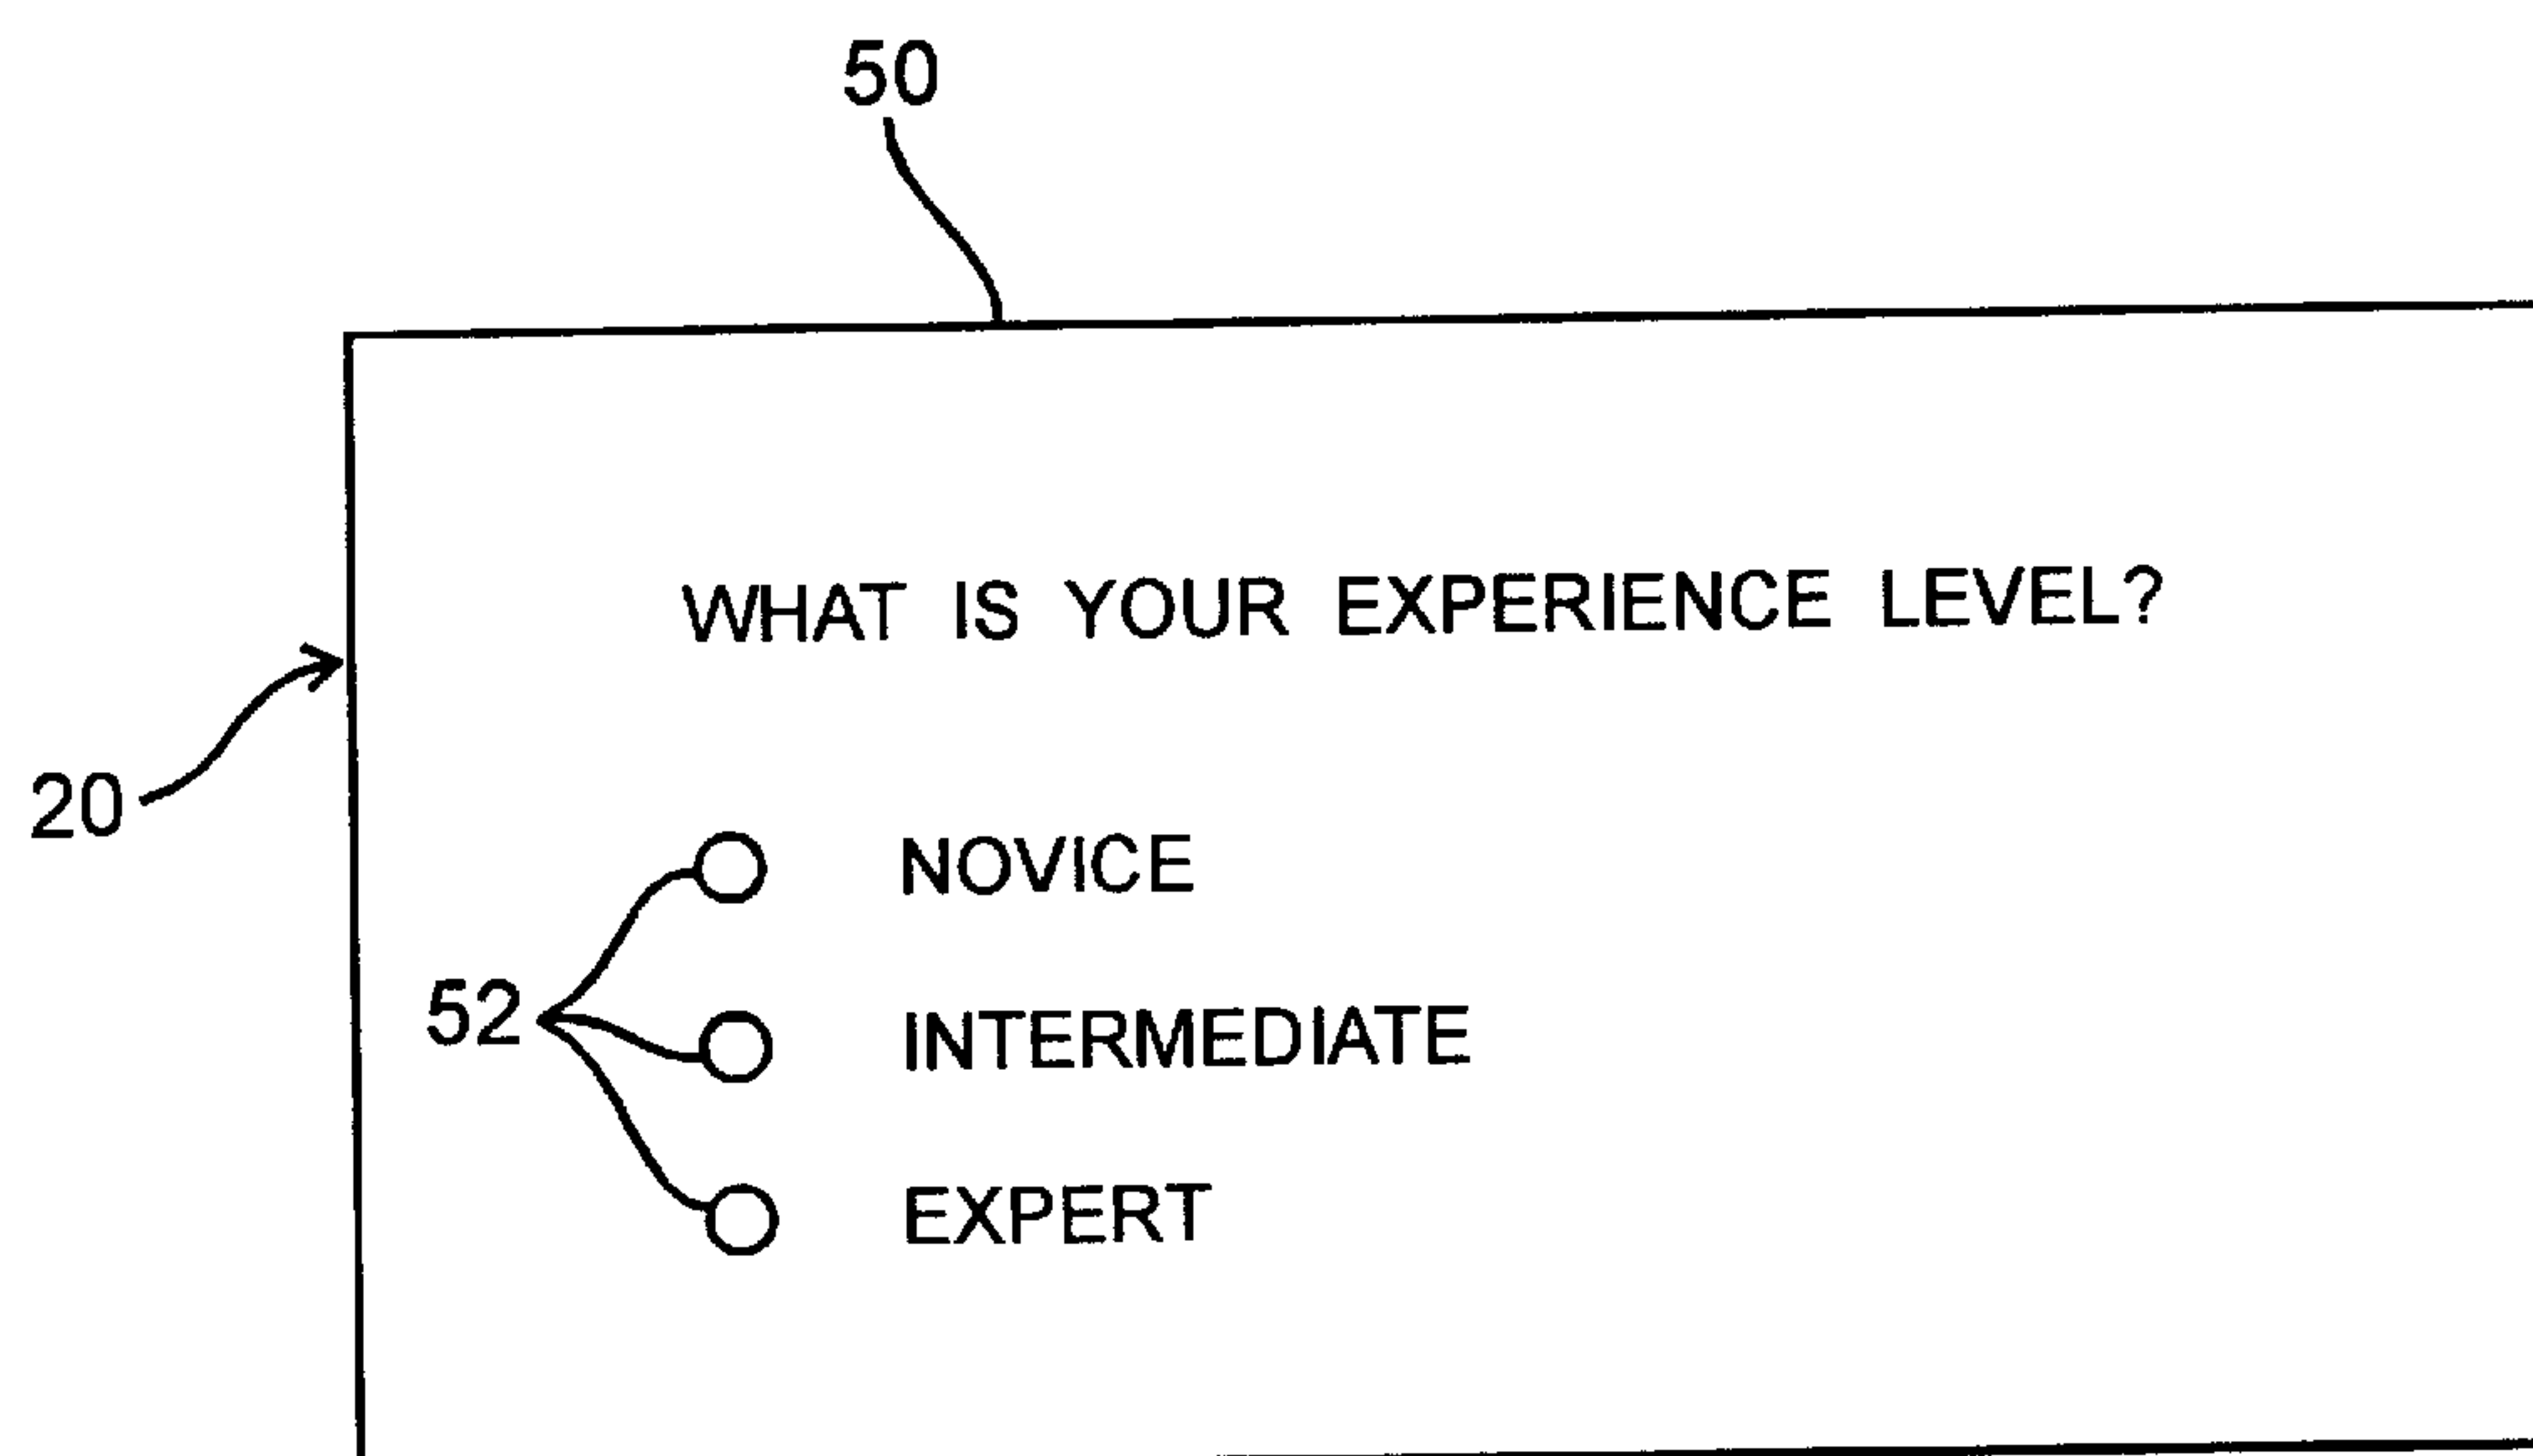 50
WHAT IS YOUR EXPERIENCE LEVEL?
20
NOVICE
52
INTERMEDIATE
EXPERT